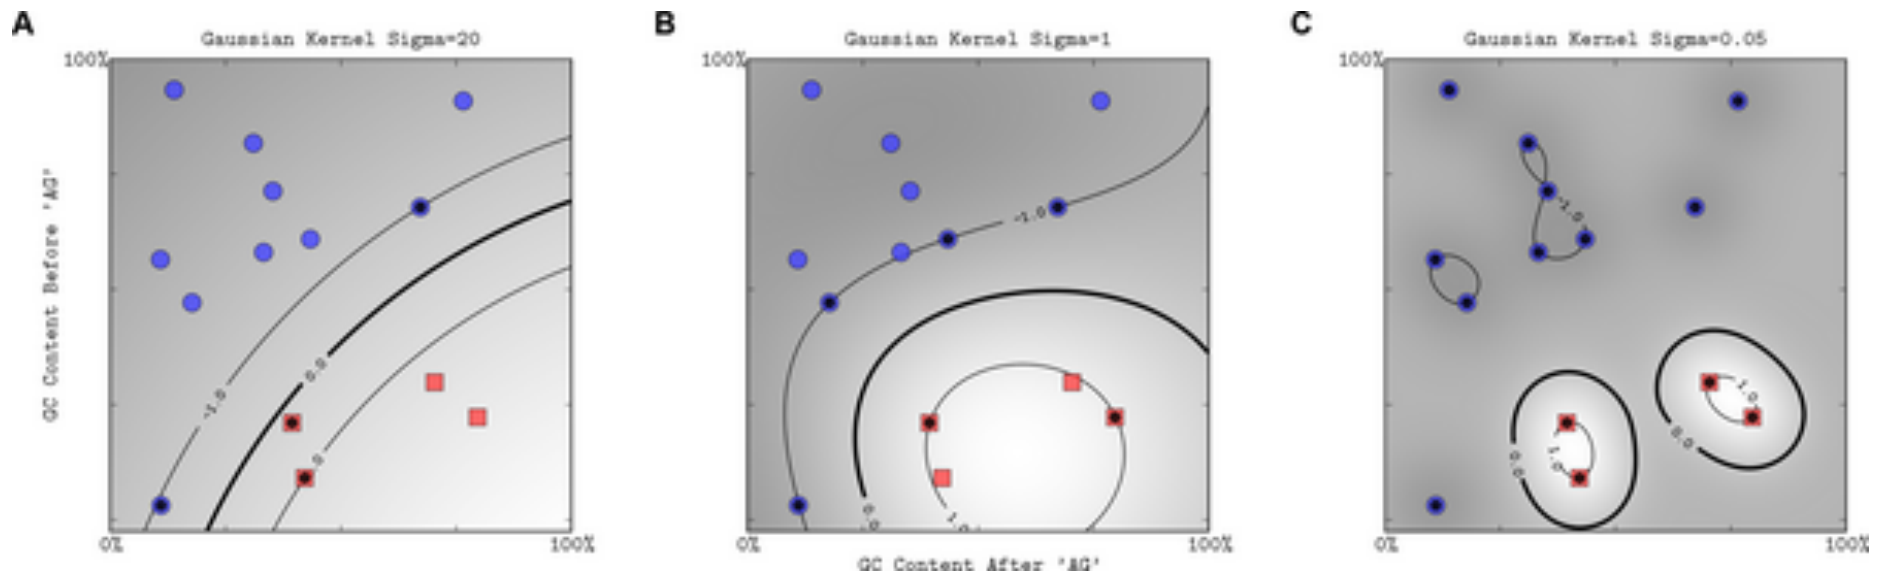 A
B
C
Gaussian Kernel Sigma=20
Gaussian Kernel Sigma=1
Gaussian Kernel Sigma=0.05
100%
100%
100%
GC Content Before 'AG'
-1.0
0.0
.0
-1.0
0.0
1.0
-1.0
0.0
1.0
0.0
1.0
0%
100%
0%
100%
0%
100%
GC Content After 'AG'